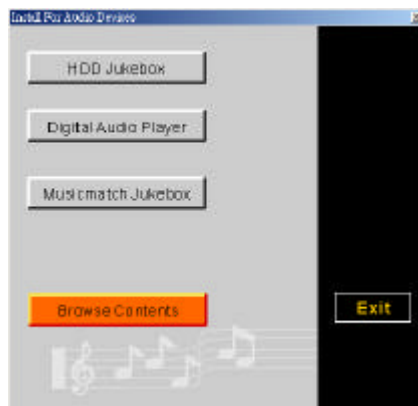 Install For Audio Devices
HDD Jukebox
Digital Audio Player
Musicmatch Jukebox
Browse Contents
Exit